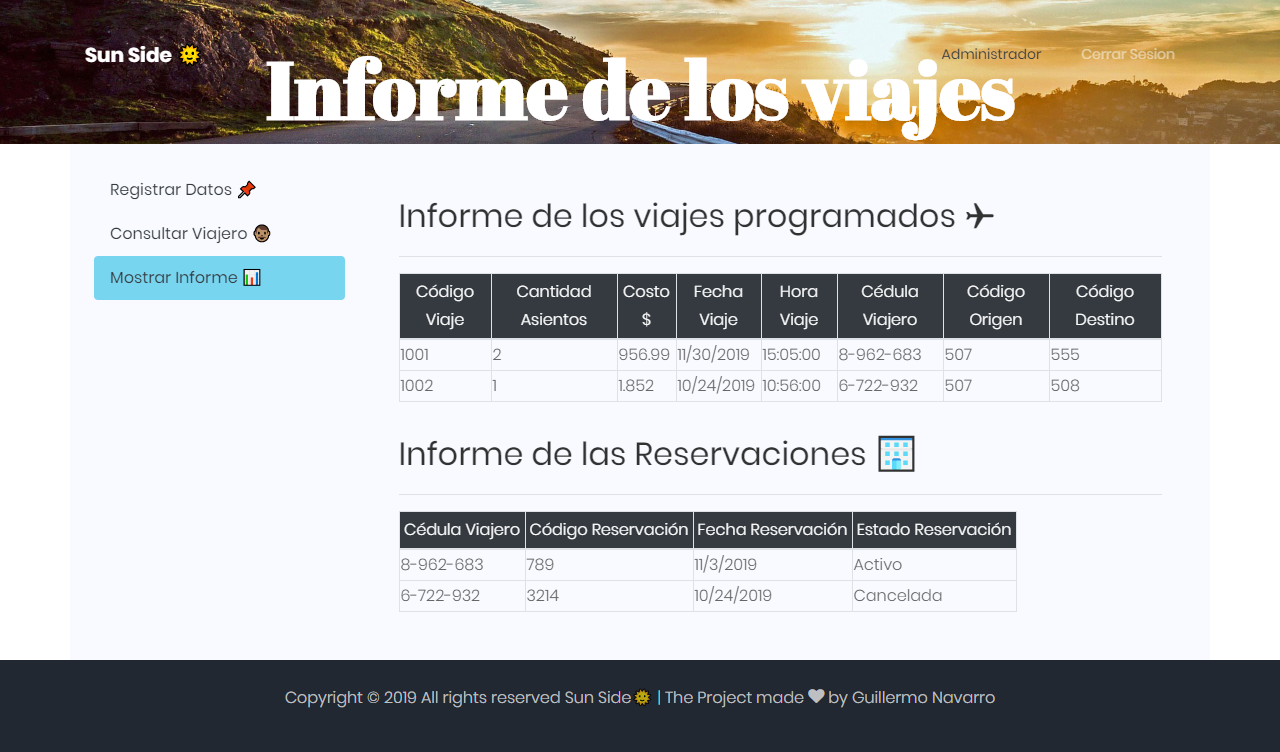 Sun Side 🌞
Administrador Cerrar Sesion
Informe de los viajes
Registrar Datos 📌
Consultar Viajero 👨🏽
Mostrar Informe 📊
Informe de los viajes programados ✈
Código Viaje Cantidad Asientos Costo $ Fecha Viaje Hora Viaje Cédula Viajero Código Origen Código Destino
1001 2 956.99 11/30/2019 15:05:00 8-962-683 507 555
1002 1 1.852 10/24/2019 10:56:00 6-722-932 507 508
Informe de las Reservaciones 🏢
Cédula Viajero Código Reservación Fecha Reservación Estado Reservación
8-962-683 789 11/3/2019 Activo
6-722-932 3214 10/24/2019 Cancelada
Copyright © 2019 All rights reserved Sun Side🌞 | The Project made ❤ by Guillermo Navarro